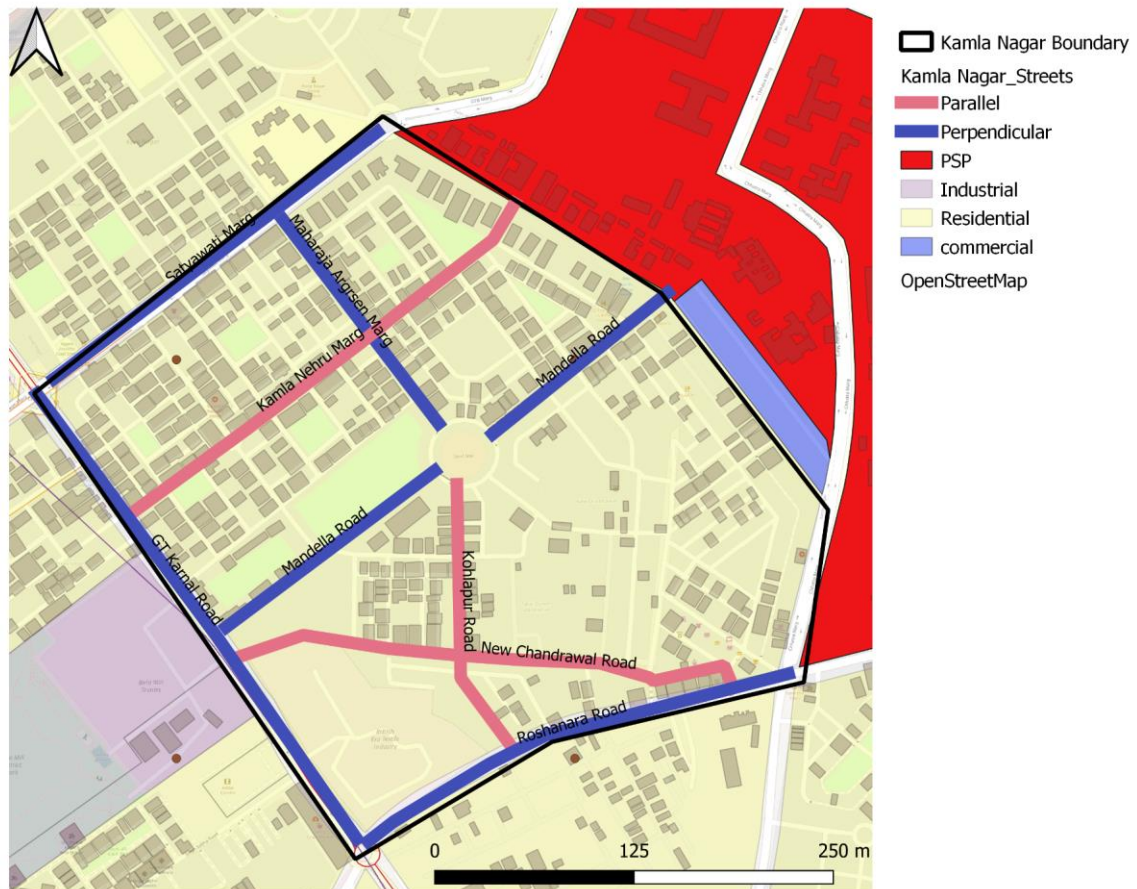 Kamla Nagar Boundary
Kamla Nagar_Streets
Parallel
Perpendicular
PSP
Industrial
Residential
commercial
OpenStreetMap
Satyawati Marg
Maharaja Argrsen Marg
Kamla Nehru Marg
Mandella Road
Mandella Road
GT Karnal Road
Kohlapur Road
New Chandrawal Road
Roshanara Road
0
125
250 m